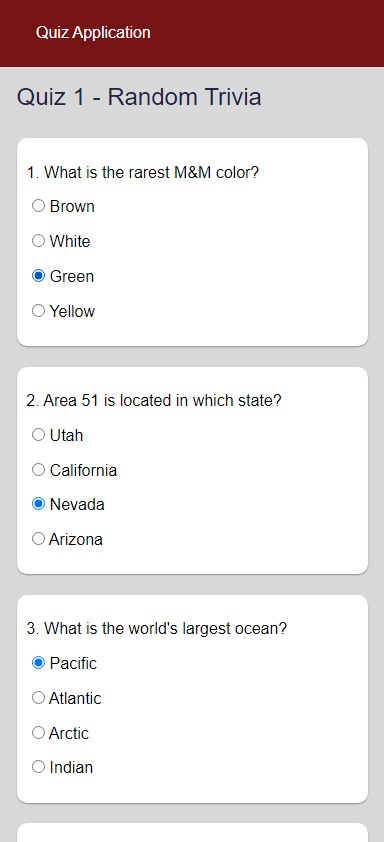 Quiz Application
Quiz 1 - Random Trivia
1. What is the rarest M&M color?
Brown
White
Green
Yellow
2. Area 51 is located in which state?
Utah
California
Nevada
Arizona
3. What is the world's largest ocean?
Pacific
Atlantic
Arctic
Indian